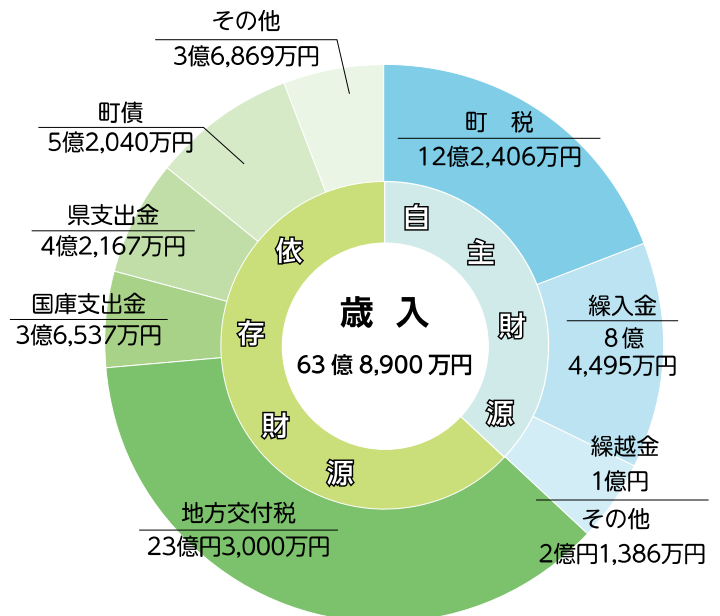 その他
3億6,869万円
町債
5億2,040万円
県支出金
4億2,167万円
国庫支出金
3億6,537万円
地方交付税
23億円3,000万円
町　税
12億2,406万円
繰入金
8億
4,495万円
繰越金
1億円
その他
2億円1,386万円
自主財源
依存財源
歳　入
63億8,900万円